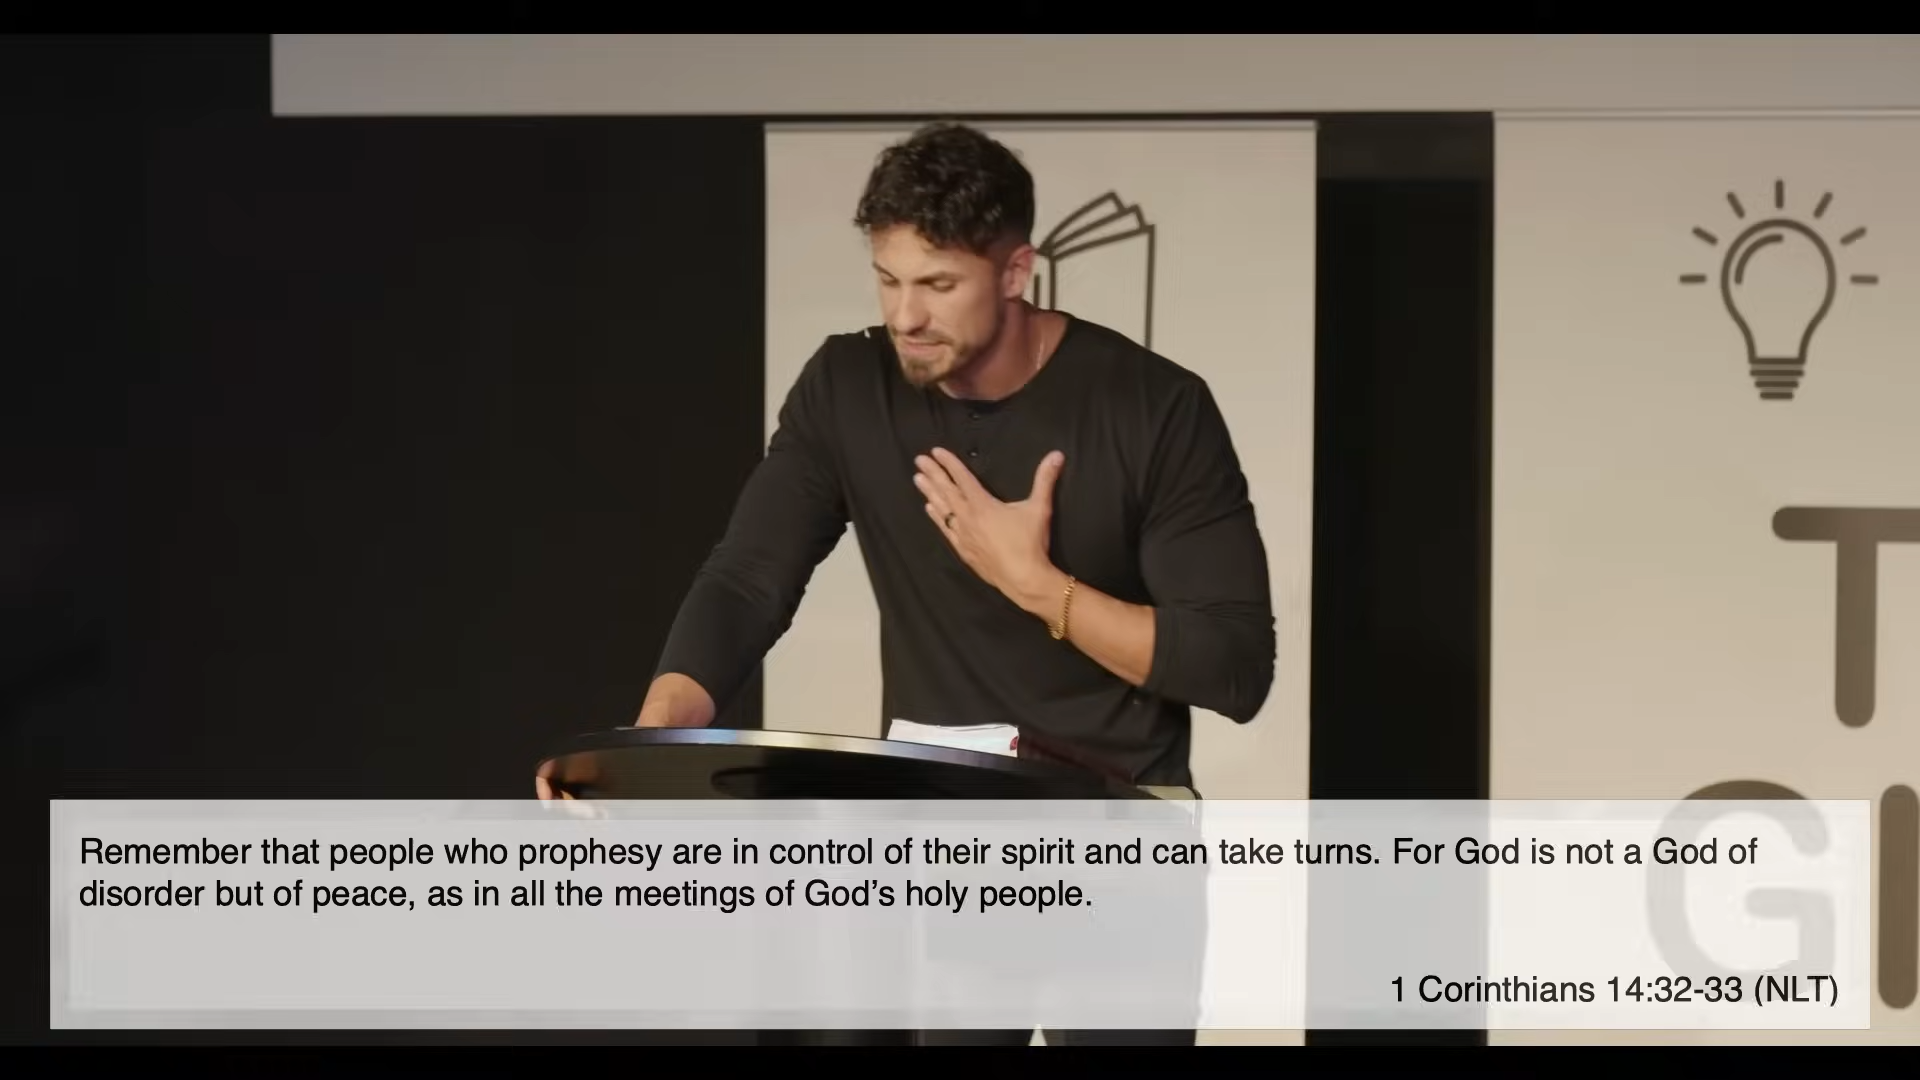 T
GI
Remember that people who prophesy are in control of their spirit and can take turns. For God is not a God of
disorder but of peace, as in all the meetings of God’s holy people.
1 Corinthians 14:32-33 (NLT)